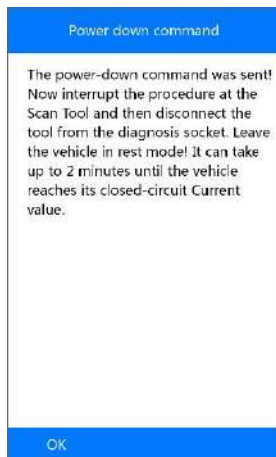 Power down command
The power-down command was sent!
Now interrupt the procedure at the
Scan Tool and then disconnect the
tool from the diagnosis socket. Leave
the vehicle in rest mode! It can take
up to 2 minutes until the vehicle
reaches its closed-circuit Current
value.
OK